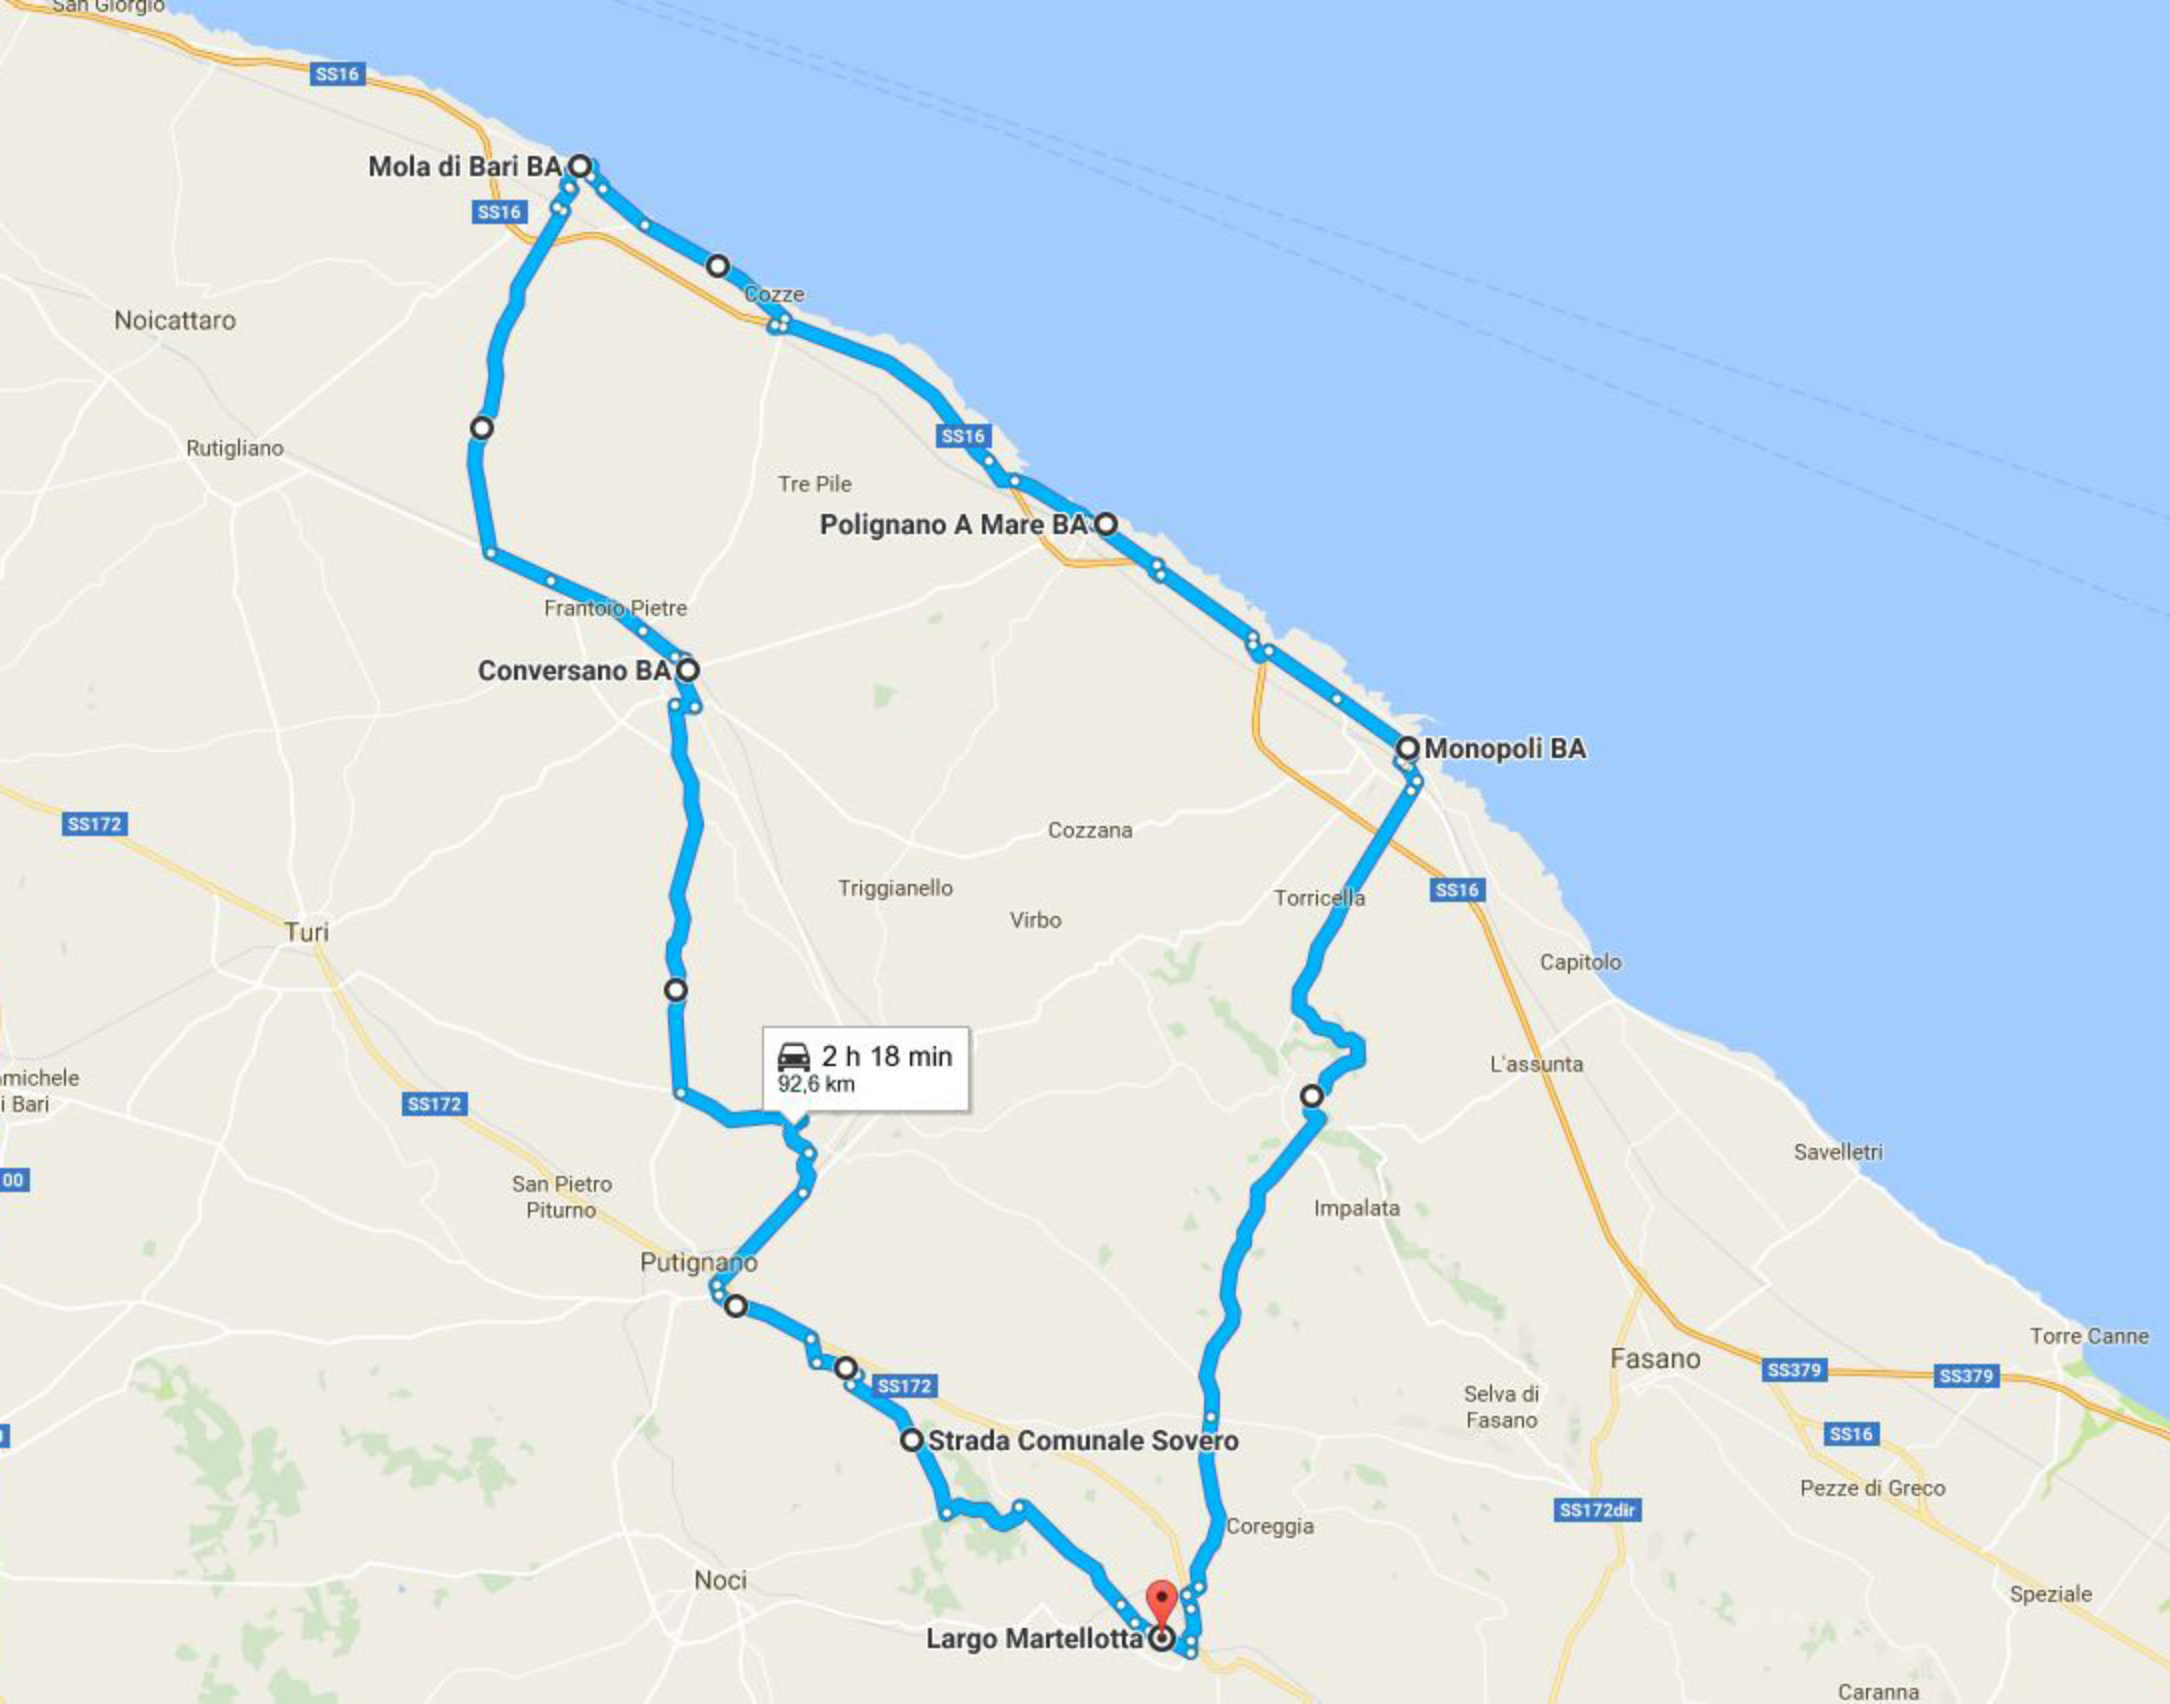 San Giorgio
SS16
Mola di Bari BA
SS16
Cozze
Noicattaro
SS16
Rutigliano
Tre Pile
Polignano A Mare BA
Frantoio Pietre
Conversano BA
Monopoli BA
SS172
Cozzana
Triggianello
SS16
Torricella
Virbo
Turi
Capitolo
2 h 18 min
92,6 km
L'assunta
michele
i Bari
SS172
Savelletri
00
San Pietro
Piturno
Impalata
Putignano
Torre Canne
Fasano
SS379
SS379
SS172
Selva di
Fasano
SS16
Strada Comunale Sovero
Pezze di Greco
SS172dir
Coreggia
Noci
Speziale
Largo Martellotta
Caranna